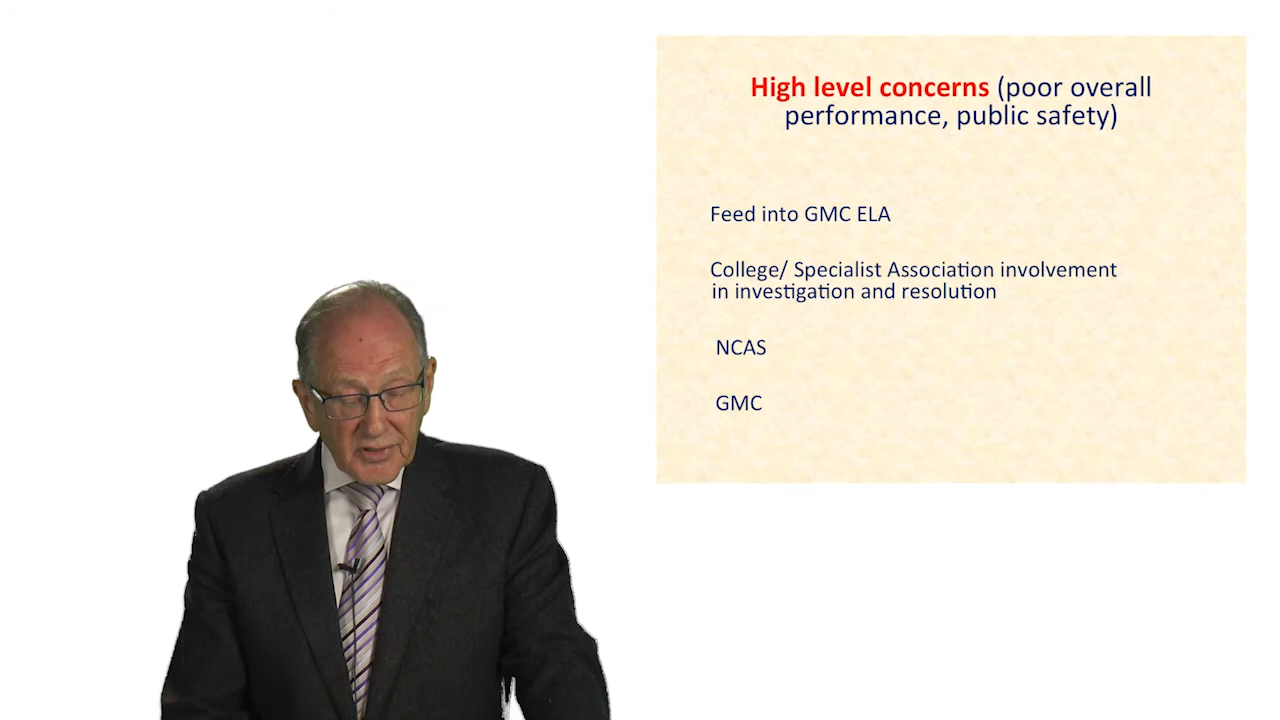 High level concerns (poor overall
performance, public safety)
Feed into GMC ELA
College/ Specialist Association involvement
in investigation and resolution
NCAS
GMC